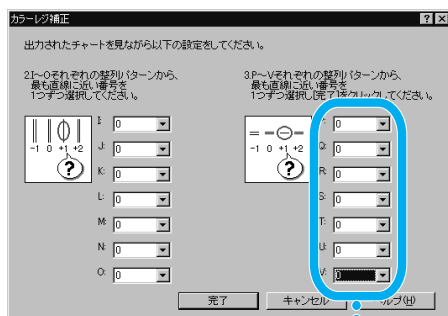 カラーレジ補正
出力されたチャートを見ながら以下の設定をしてください。
2.I～Oそれぞれの整列パターンから、
最も直線に近い番号を
1つずつ選択してください。
3.P～Vそれぞれの整列パターンから、
最も直線に近い番号を
1つずつ選択し、[完了]をクリックしてください。
-1 0 +1 +2
?
I: 0
J: 0
K: 0
L: 0
M: 0
N: 0
O: 0
-1 0 +1 +2
?
0
Q: 0
R: 0
S: 0
T: 0
U: 0
V: 0
完了
キャンセル
ヘルプ(H)